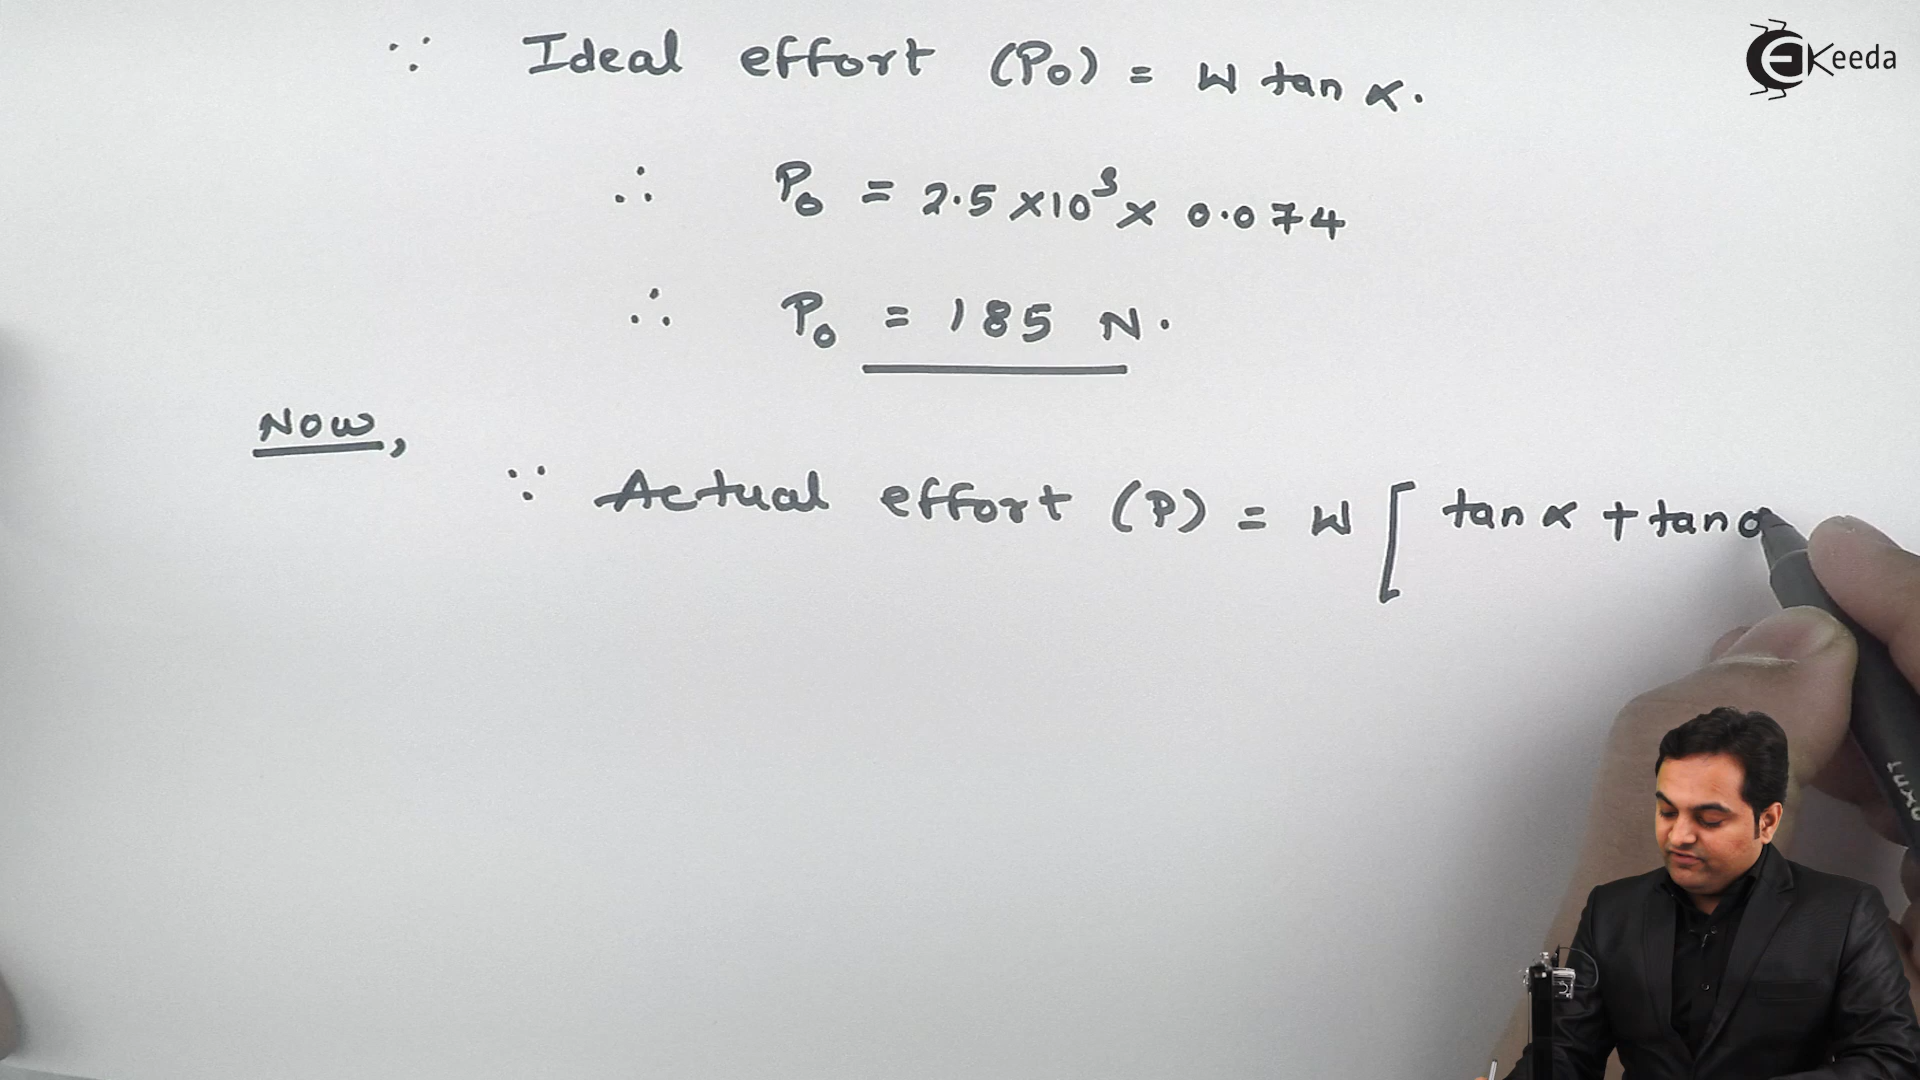 ∵ Ideal effort (P₀) = W tan α.
EKeeda
∴ P₀ = 2.5 × 10³ × 0.074
∴ P₀ = 185 N.
Now,
∵ Actual effort (P) = W [ tan α + tan